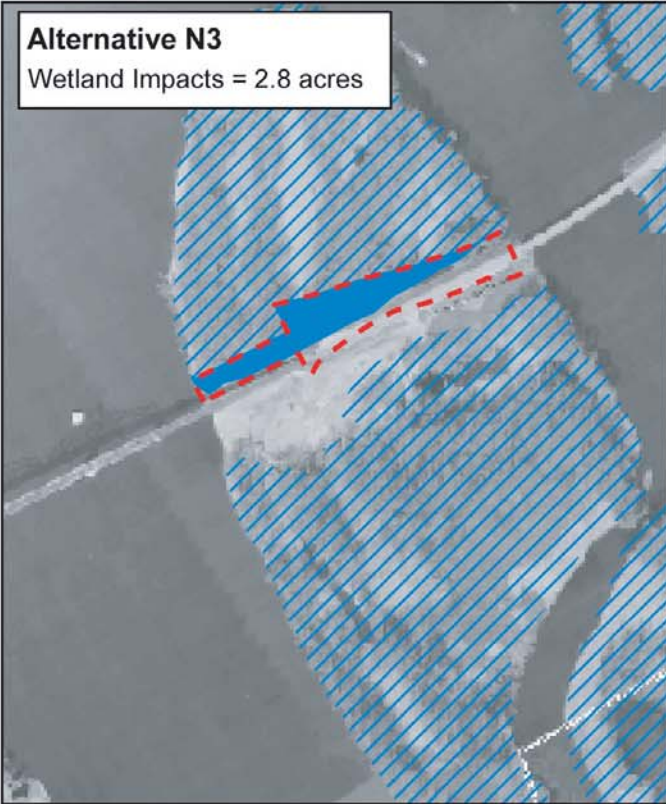 Alternative N3
Wetland Impacts = 2.8 acres